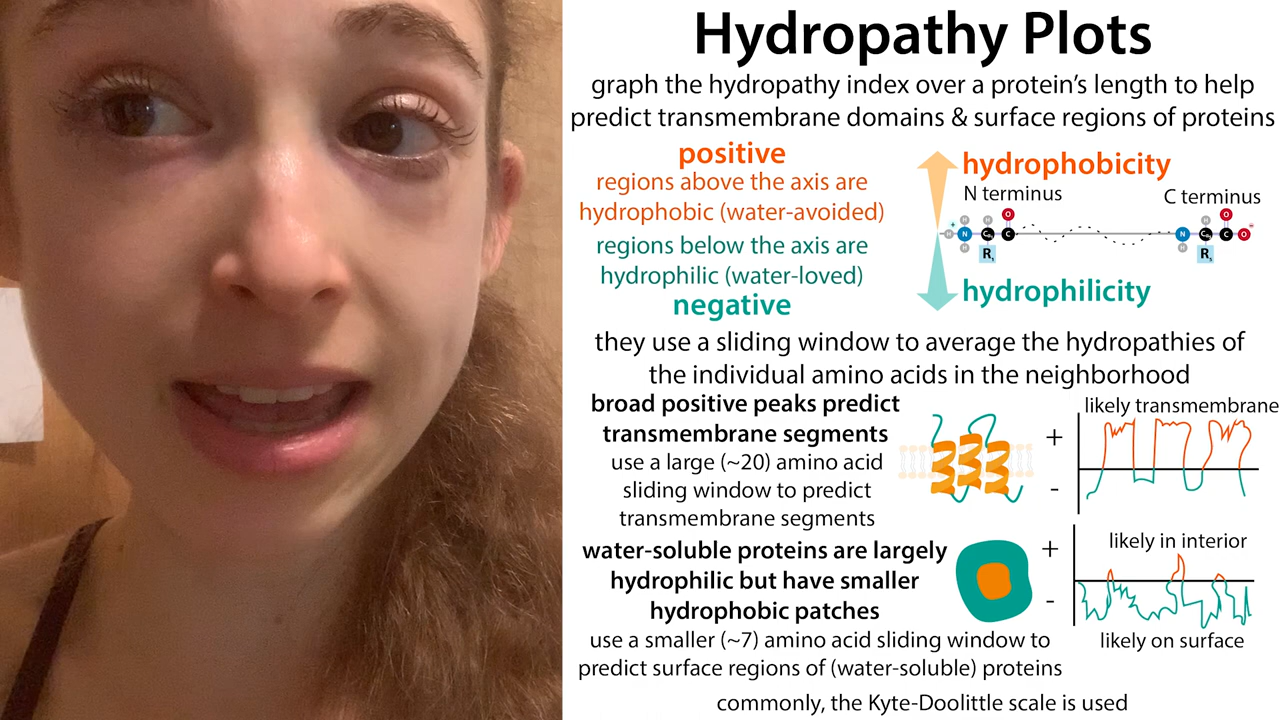 Hydropathy Plots
graph the hydropathy index over a protein's length to help
predict transmembrane domains & surface regions of proteins
positive
regions above the axis are
hydrophobic (water-avoided)
regions below the axis are
hydrophilic (water-loved)
negative
hydrophobicity
N terminus
C terminus
H H O H O
H N C C N C C O
H R H R
hydrophilicity
they use a sliding window to average the hydropathies of
the individual amino acids in the neighborhood
broad positive peaks predict
transmembrane segments
use a large (~20) amino acid
sliding window to predict
transmembrane segments
likely transmembrane
+
-
water-soluble proteins are largely
hydrophilic but have smaller
hydrophobic patches
use a smaller (~7) amino acid sliding window to
predict surface regions of (water-soluble) proteins
+
likely in interior
-
likely on surface
commonly, the Kyte-Doolittle scale is used